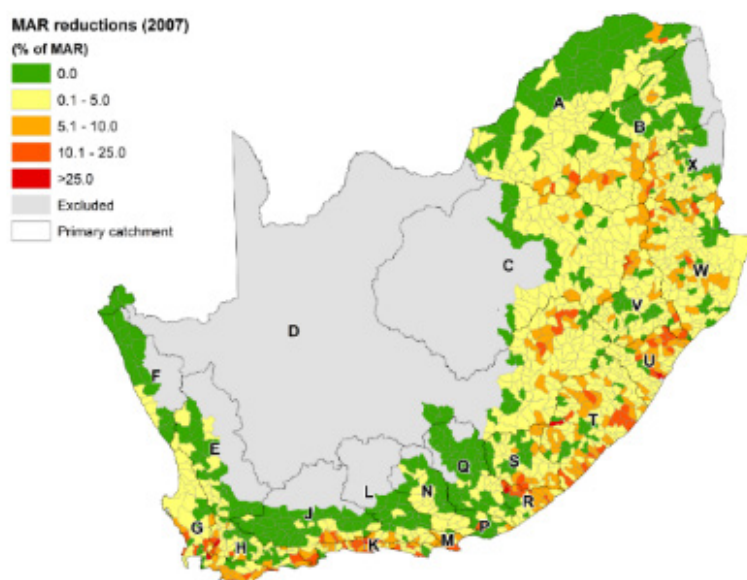 MAR reductions (2007)
(% of MAR)
0.0
0.1 - 5.0
5.1 - 10.0
10.1 - 25.0
>25.0
Excluded
Primary catchment
A
B
X
C
W
D
V
F
U
T
E
Q
S
L
N
R
J
G
P
H
K
M